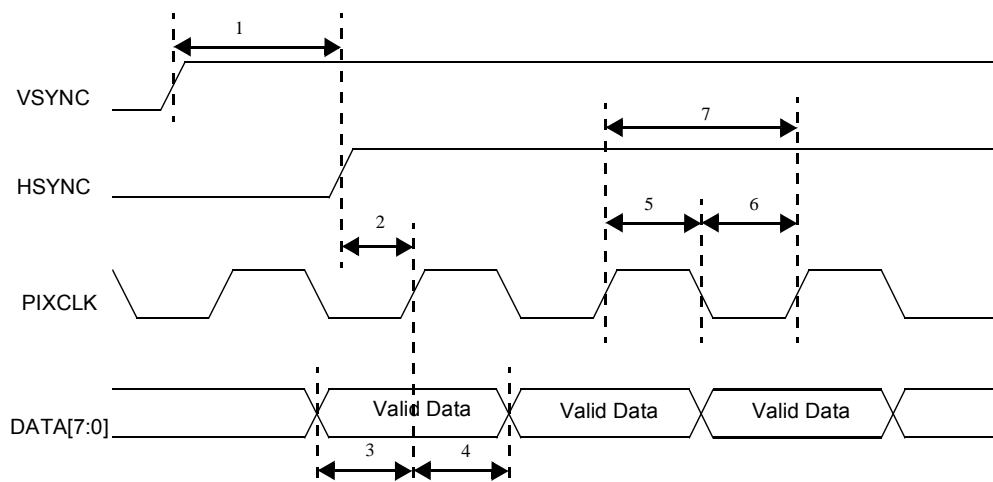 1
VSYNC
7
HSYNC
5
6
2
PIXCLK
Valid Data
Valid Data
Valid Data
DATA[7:0]
3
4